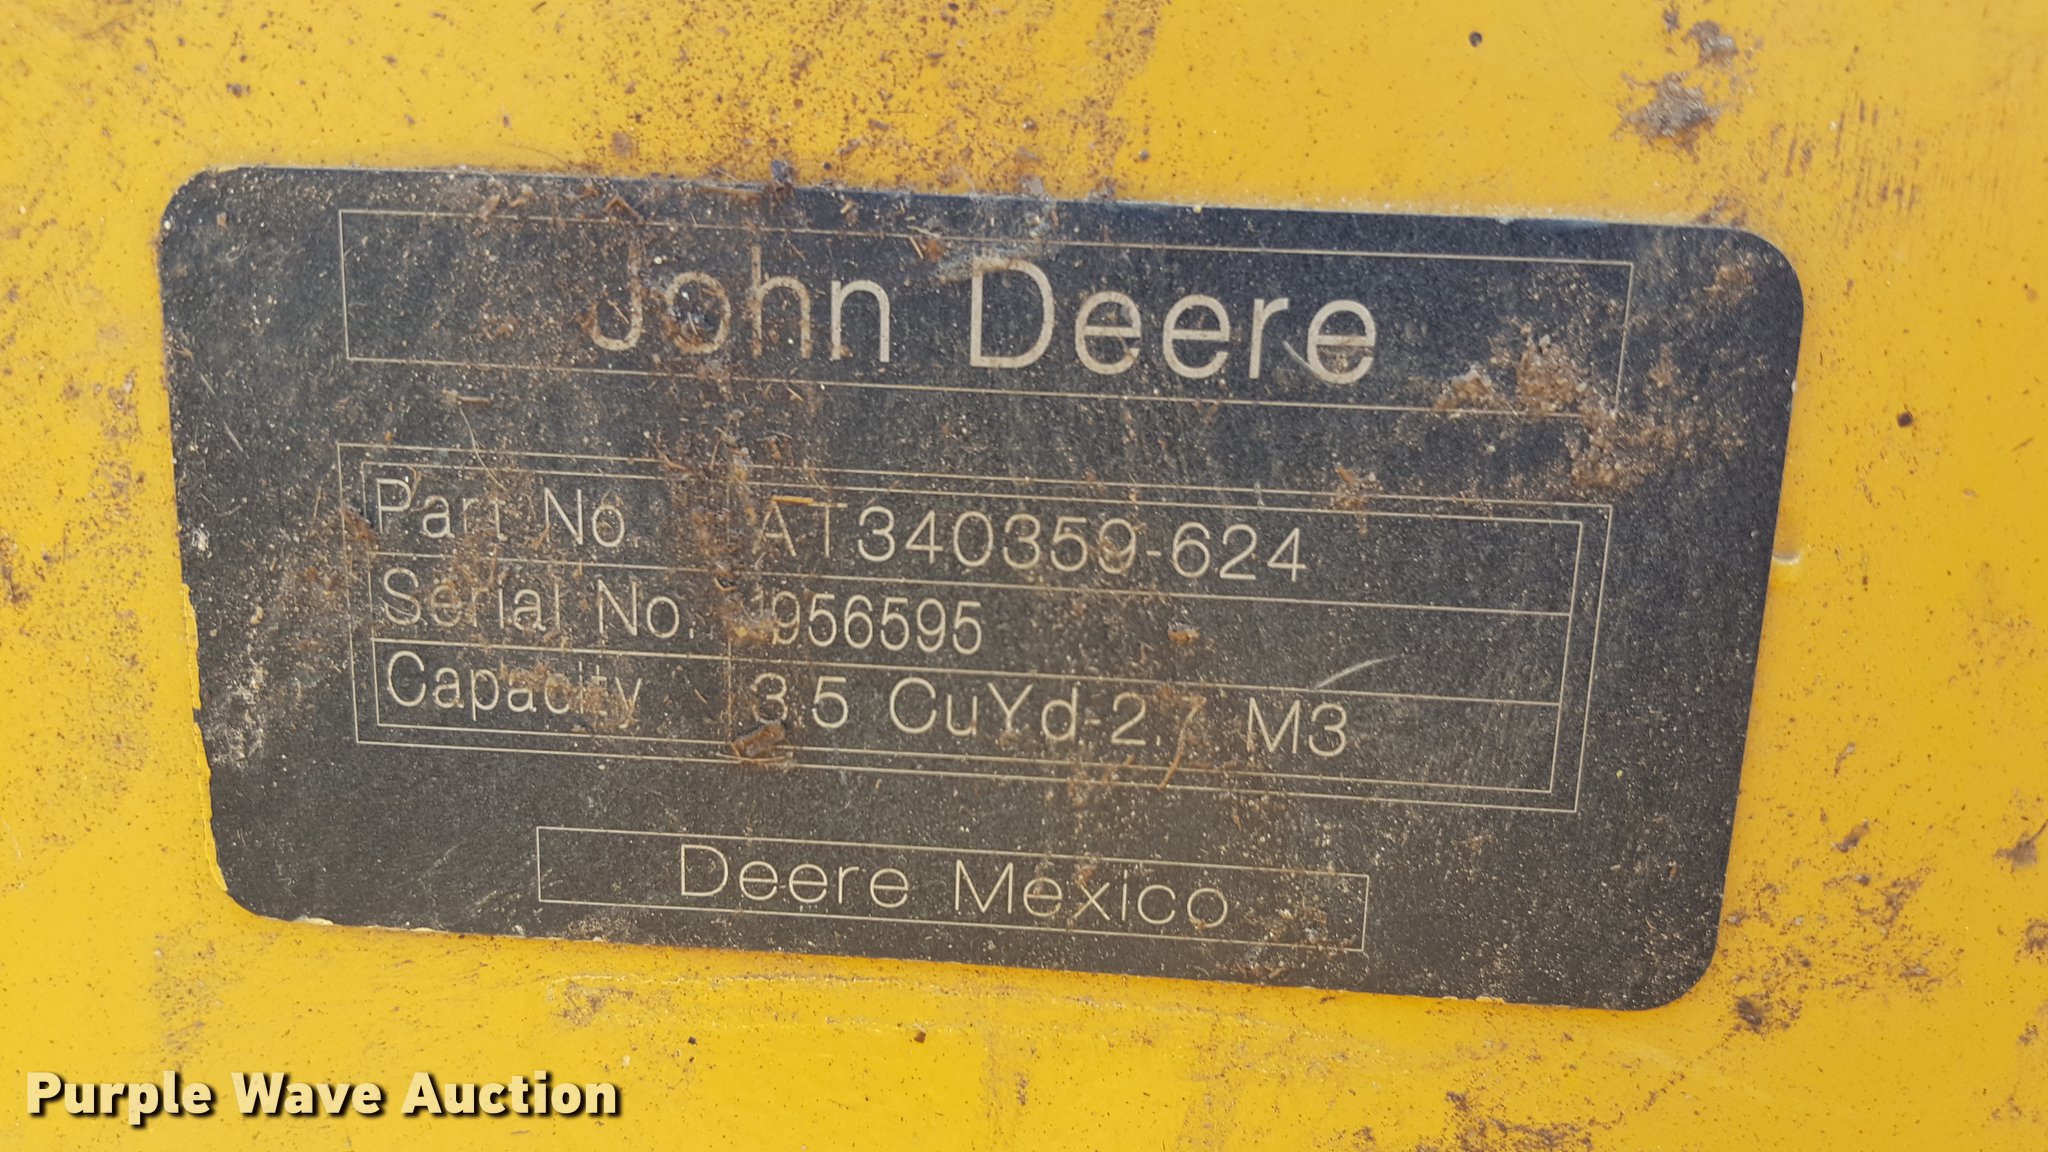 John Deere
Part No AT340359-624
Serial No. 1956595
Capacity 3.5 CuYd-2.7 M3
Deere Mexico
Purple Wave Auction